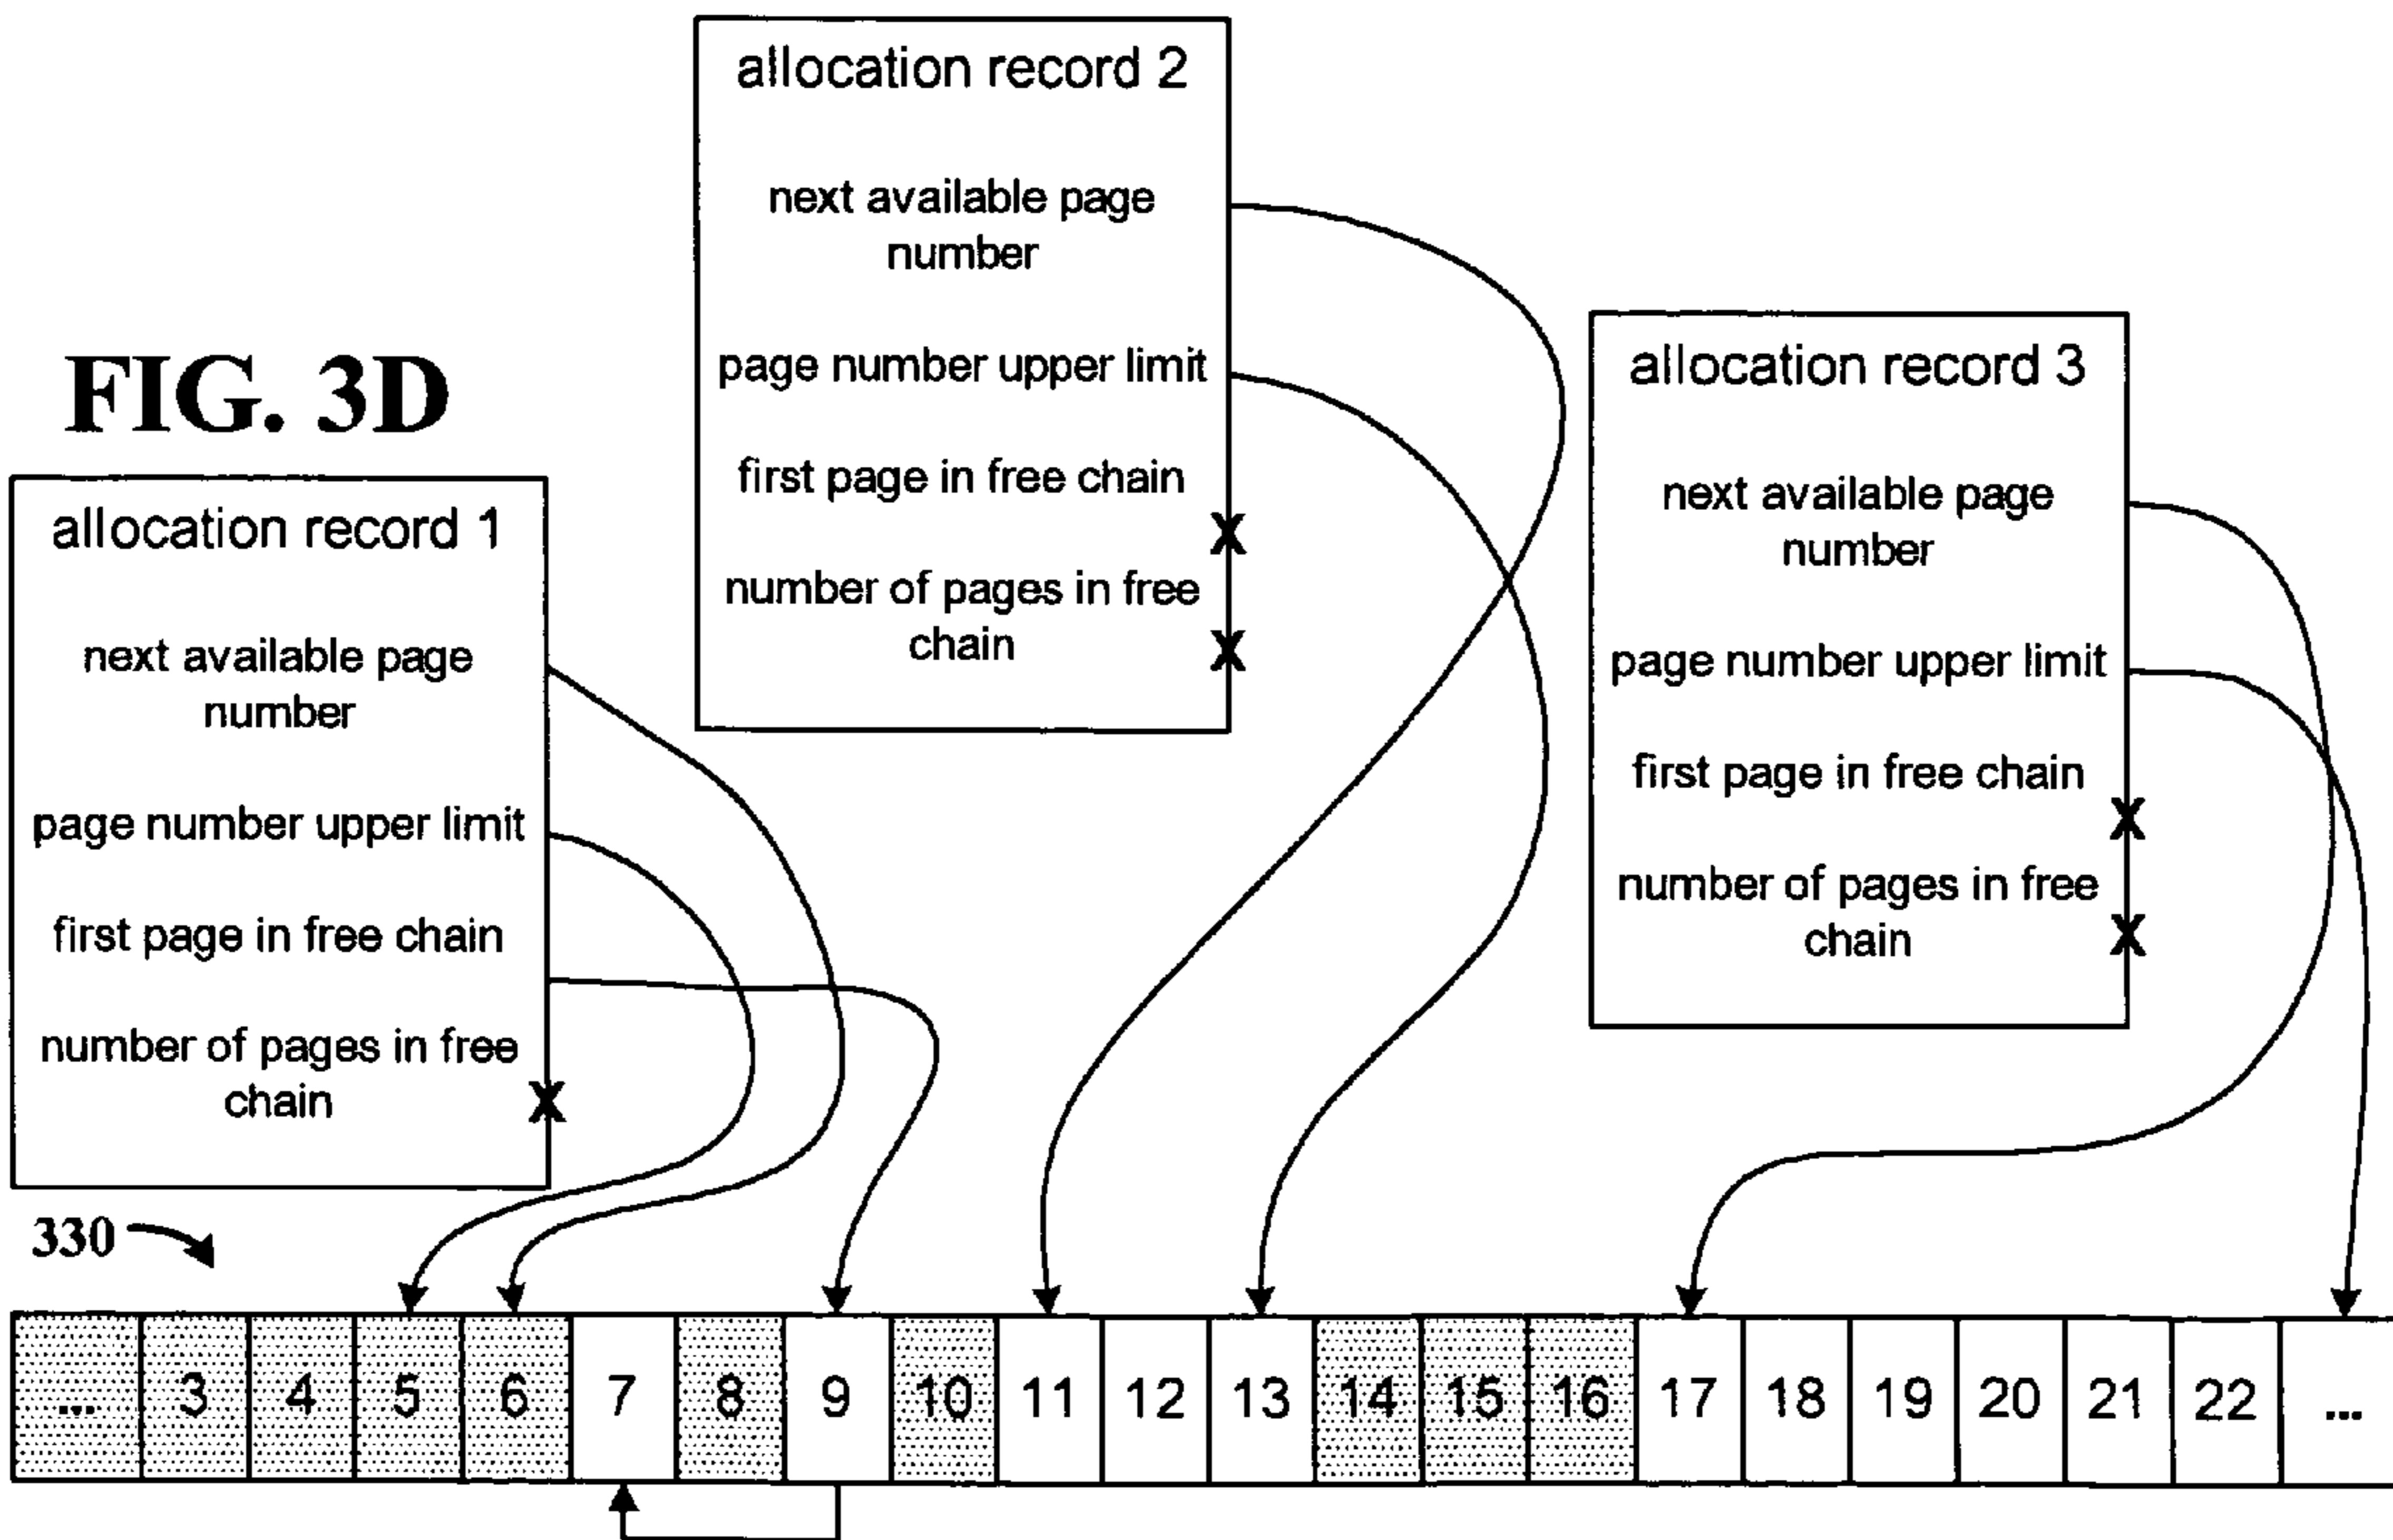 allocation record 2
next available page
number
page number upper limit
first page in free chain
X
number of pages in free
chain
X
FIG. 3D
allocation record 3
next available page
number
page number upper limit
first page in free chain
X
number of pages in free
chain
X
allocation record 1
next available page
number
page number upper limit
first page in free chain
number of pages in free
chain
X
330
... 3 4 5 6 7 8 9 10 11 12 13 14 15 16 17 18 19 20 21 22 ...